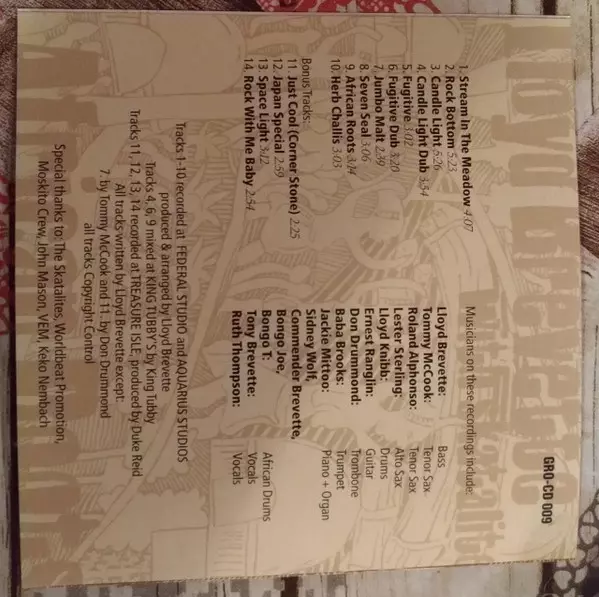 GRO-CD 009
1 Stream In The Meadow 4.07
2. Rock Bottom 5.23
3 Candle Light 5.26
4. Candle Light Dub 3.54
5. Fugitive 3.02
6. Fugitive Dub 3.20
7. Jumbo Malt 2.39
8. Seven Seal 3.06
9. African Roots 3.04
10 Herb Challis 3.03
Bonus Tracks:
11 Just Cool (Corner Stone) 2.25
12 Japan Special 2.59
13 Space Light 3.12
14. Rock With Me Baby 2.54
Musicians on these recordings include:
Lloyd Brevette: Bass
Tommy McCook: Tenor Sax
Roland Alphonso: Tenor Sax
Lester Sterling: Alto Sax
Lloyd Knibb: Drums
Ernest Ranglin: Guitar
Don Drummond: Trombone
Baba Brooks: Trumpet
Jackie Mittoo: Piano + Organ
Sidney Wolf,
Commender Brevette,
Bongo Joe,
Bongo T: African Drums
Tony Brevette: Vocals
Ruth Thompson: Vocals
Tracks 1-10 recorded at FEDERAL STUDIO and AQUARIUS STUDIOS
produced & arranged by Lloyd Brevette
Tracks 4, 6, 9 mixed at KING TUBBY'S by King Tubby
Tracks 11, 12, 13, 14 recorded at TREASURE ISLE, produced by Duke Reid
All tracks written by Lloyd Brevette except:
7. by Tommy McCook and 11. by Don Drummond
all tracks Copyright Control
Special thanks to The Skatalites, Worldbeat Promotion,
Moskito Crew, John Mason, VEM, Keko Nembach